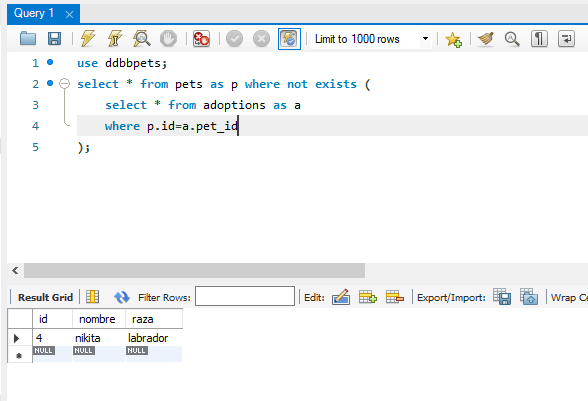 Query 1
Limit to 1000 rows
1 use ddbbpets;
2 select * from pets as p where not exists (
3 select * from adoptions as a
4 where p.id=a.pet_id
5 );
Result Grid Filter Rows: Edit: Export/Import: Wrap Ce
id nombre raza
4 nikita labrador
NULL NULL NULL